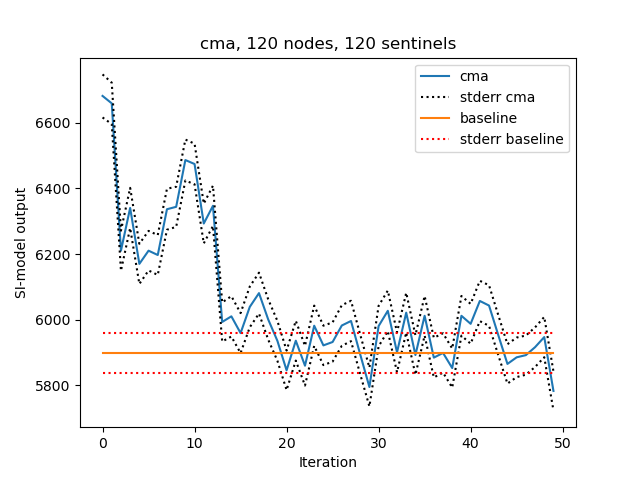 cma, 120 nodes, 120 sentinels
cma
stderr cma
baseline
stderr baseline
SI-model output
6600
6400
6200
6000
5800
0 10 20 30 40 50
Iteration